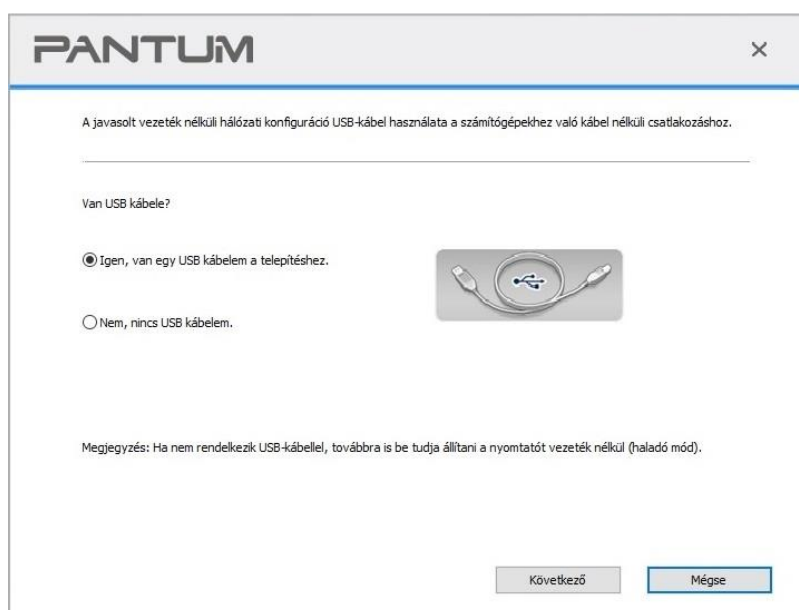 PANTUM
A javasolt vezeték nélküli hálózati konfiguráció USB-kábel használata a számítógépekhez való kábel nélküli csatlakozáshoz.
Van USB kábele?
Igen, van egy USB kábelem a telepítéshez.
Nem, nincs USB kábelem.
Megjegyzés: Ha nem rendelkezik USB-kábellel, továbbra is be tudja állítani a nyomtatót vezeték nélkül (haladó mód).
Következő
Mégse